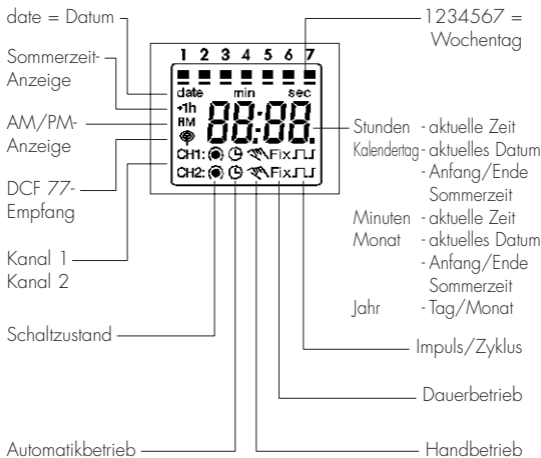 date = Datum
1234567 =
Wochentag
Sommerzeit-
Anzeige
AM/PM-
Anzeige
DCF 77-
Empfang
Kanal 1
Kanal 2
Schaltzustand
Automatikbetrieb
1 2 3 4 5 6 7
date min sec
+1h
AM
88:88.
CH1: Fix
CH2: Fix
Stunden - aktuelle Zeit
Kalendertag - aktuelles Datum
- Anfang/Ende
Sommerzeit
Minuten - aktuelle Zeit
Monat - aktuelles Datum
- Anfang/Ende
Sommerzeit
Jahr - Tag/Monat
Impuls/Zyklus
Dauerbetrieb
Handbetrieb